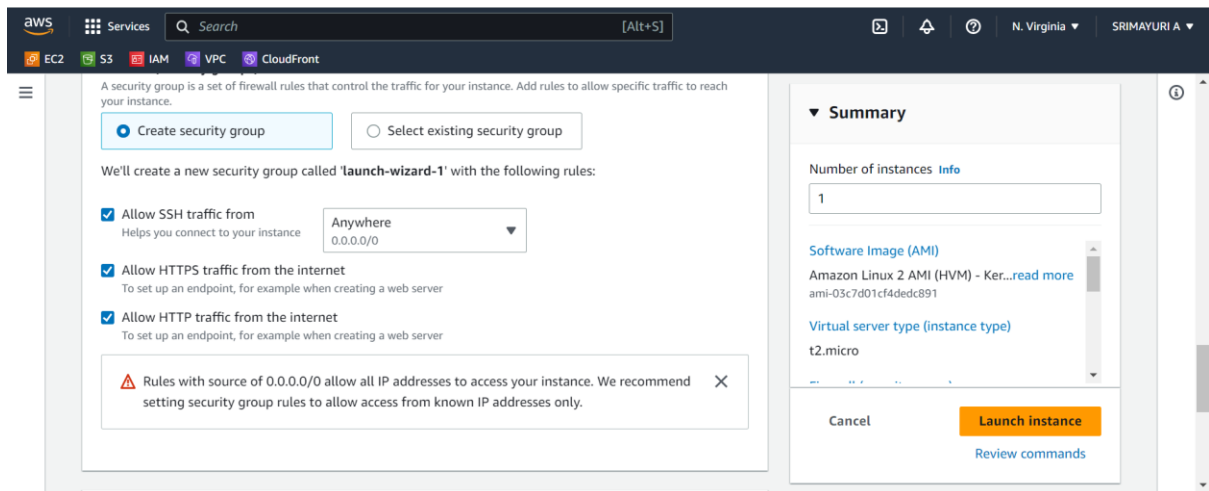 aws
Services
Search
[Alt+S]
N. Virginia ▼
SRIMAYURI A ▼
EC2
S3
IAM
VPC
CloudFront
A security group is a set of firewall rules that control the traffic for your instance. Add rules to allow specific traffic to reach
your instance.
Create security group
Select existing security group
We'll create a new security group called 'launch-wizard-1' with the following rules:
Allow SSH traffic from
Helps you connect to your instance
Anywhere
0.0.0.0/0
Allow HTTPS traffic from the internet
To set up an endpoint, for example when creating a web server
Allow HTTP traffic from the internet
To set up an endpoint, for example when creating a web server
Rules with source of 0.0.0.0/0 allow all IP addresses to access your instance. We recommend
setting security group rules to allow access from known IP addresses only.
Summary
Number of instances Info
1
Software Image (AMI)
Amazon Linux 2 AMI (HVM) - Ker...read more
ami-03c7d01cf4dedc891
Virtual server type (instance type)
t2.micro
Cancel
Launch instance
Review commands